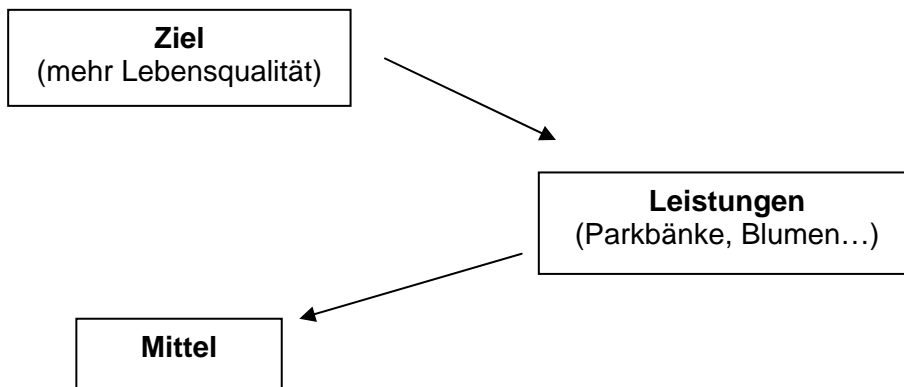 Ziel
(mehr Lebensqualität)
Leistungen
(Parkbänke, Blumen…)
Mittel